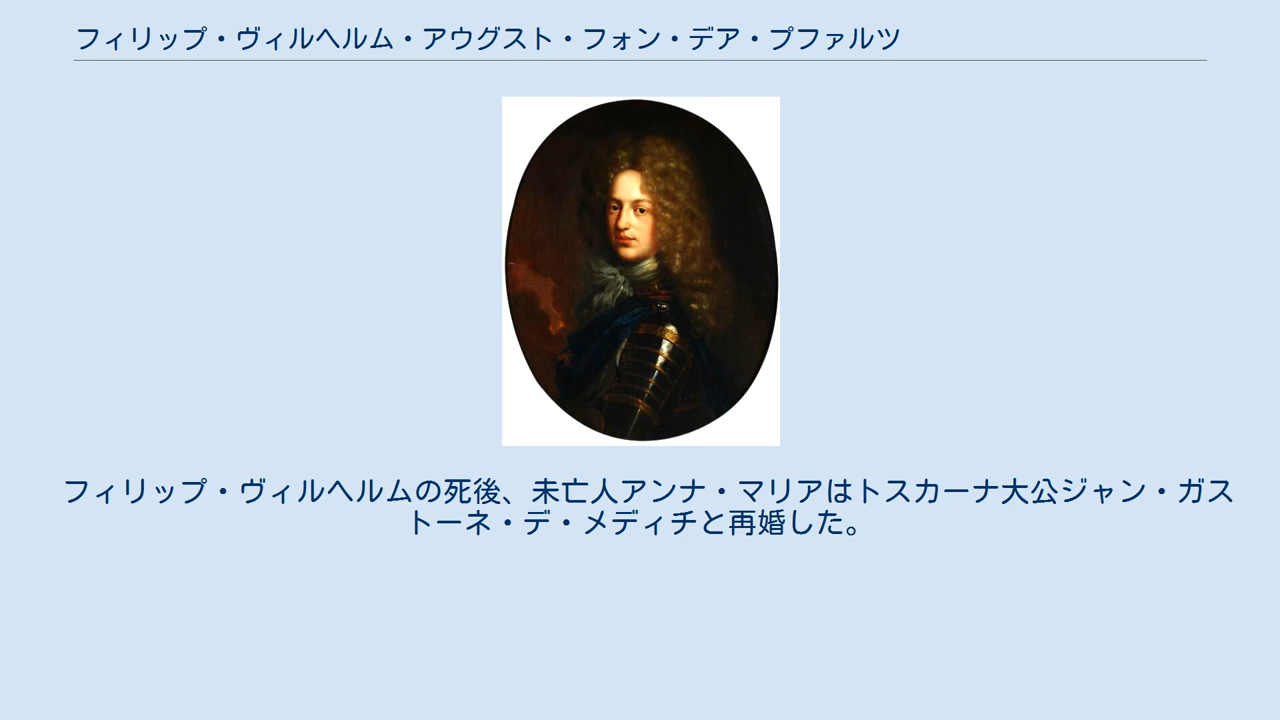 フィリップ・ヴィルヘルム・アウグスト・フォン・デア・プファルツ
フィリップ・ヴィルヘルムの死後、未亡人アンナ・マリアはトスカーナ大公ジャン・ガス
トーネ・デ・メディチと再婚した。